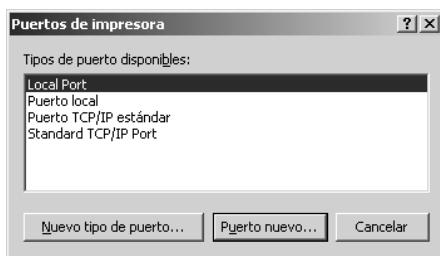 Puertos de impresora
Tipos de puerto disponibles:
Local Port
Puerto local
Puerto TCP/IP estándar
Standard TCP/IP Port
Nuevo tipo de puerto... Puerto nuevo... Cancelar